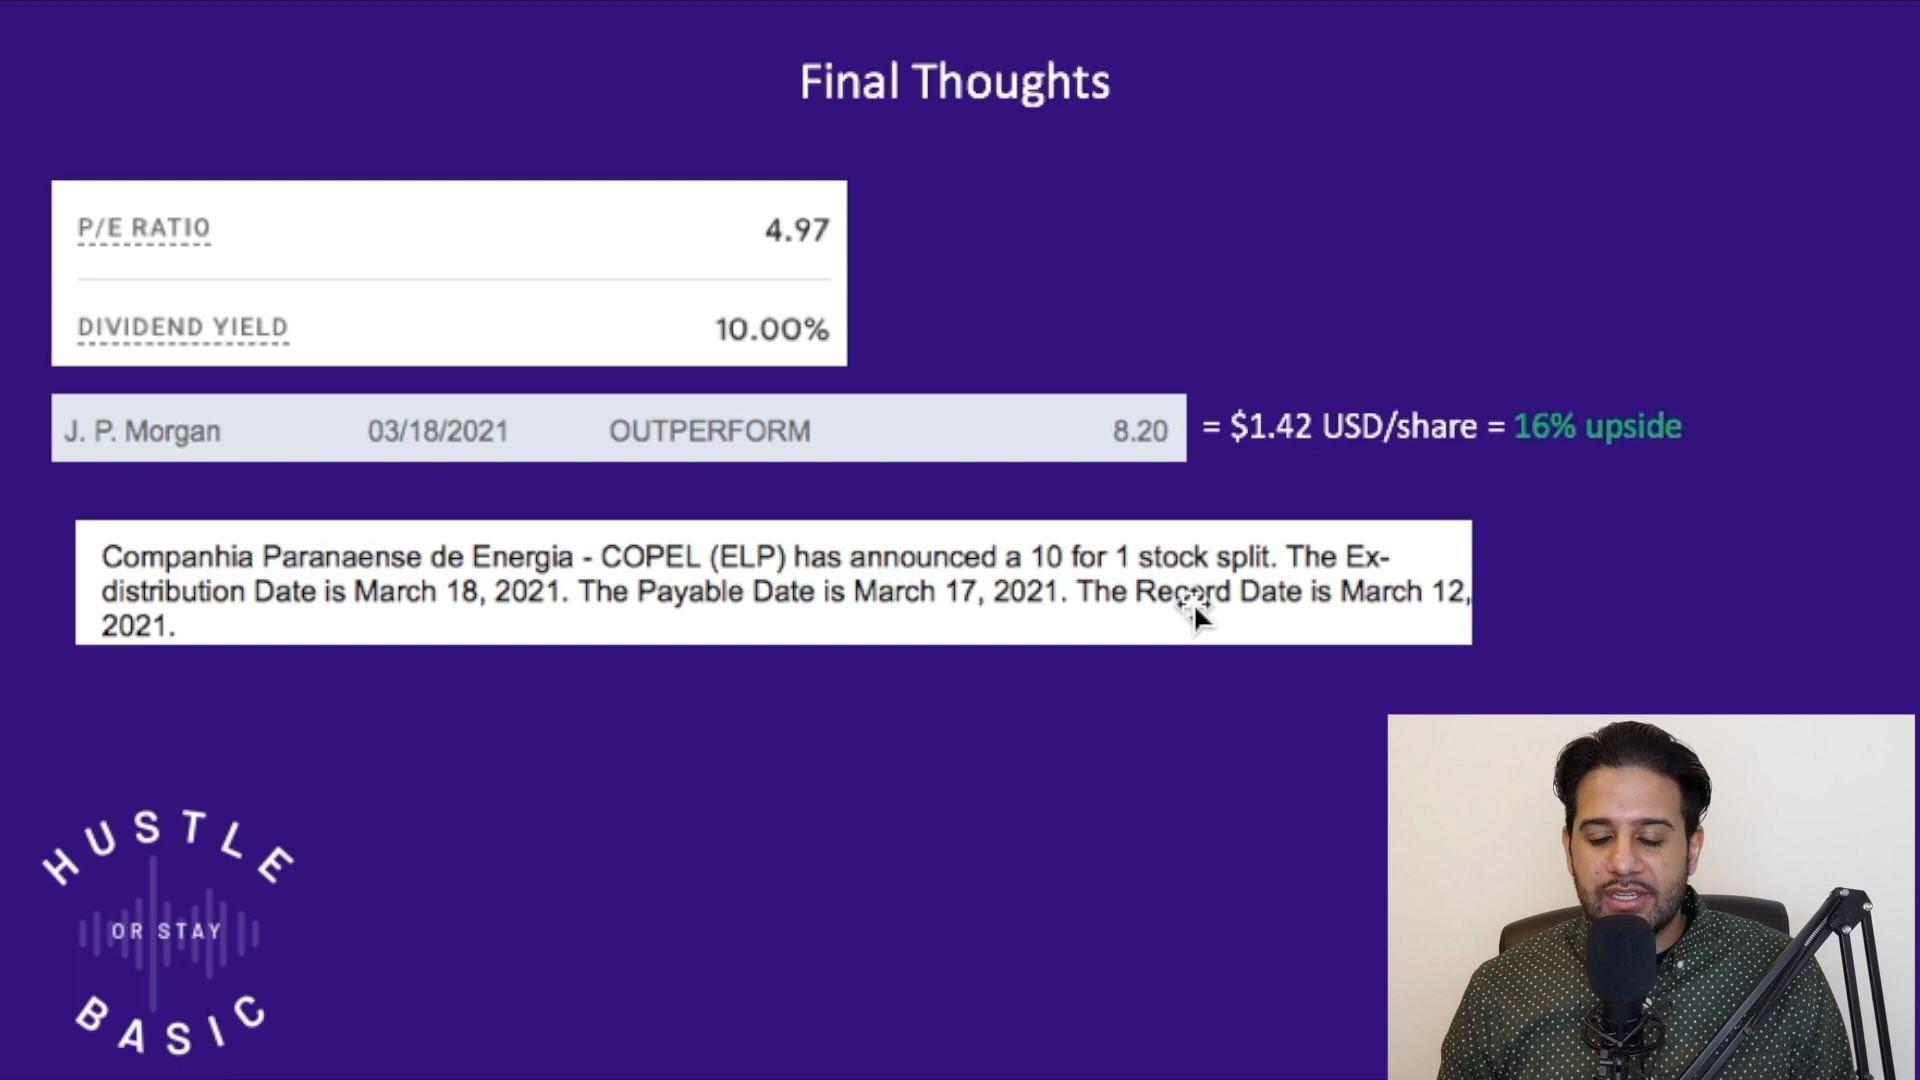 Final Thoughts
P/E RATIO 4.97
DIVIDEND YIELD 10.00%
J. P. Morgan 03/18/2021 OUTPERFORM 8.20 = $1.42 USD/share = 16% upside
Companhia Paranaense de Energia - COPEL (ELP) has announced a 10 for 1 stock split. The Ex-
distribution Date is March 18, 2021. The Payable Date is March 17, 2021. The Record Date is March 12,
2021.
HUSTLE
OR STAY
BASIC